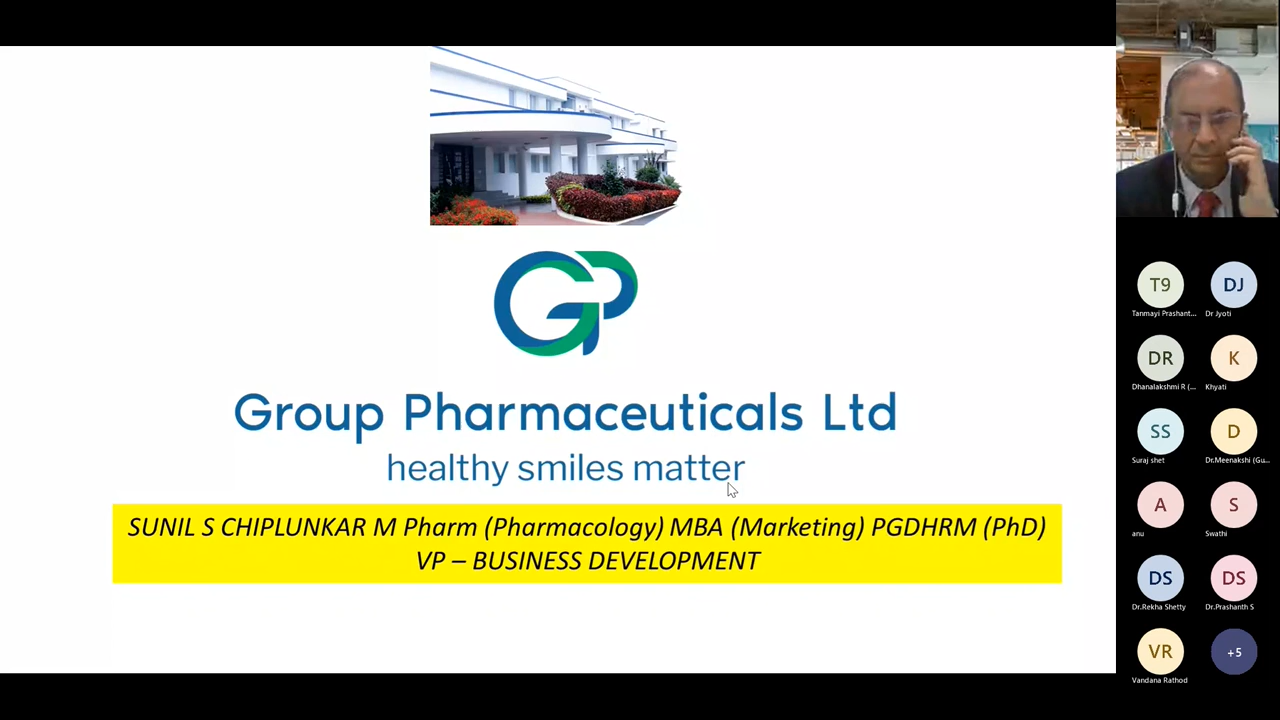 GP
Group Pharmaceuticals Ltd
healthy smiles matter
SUNIL S CHIPLUNKAR M Pharm (Pharmacology) MBA (Marketing) PGDHRM (PhD)
VP – BUSINESS DEVELOPMENT
T9
Tanmayi Prashant...
DJ
Dr Jyoti
DR
Dhanalakshmi R (...
K
Khyati
SS
Suraj shet
D
Dr.Meenakshi (Gu...
A
anu
S
Swathi
DS
Dr.Rekha Shetty
DS
Dr.Prashanth S
VR
Vandana Rathod
+5